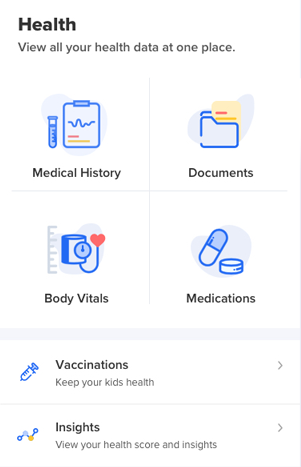 Health
View all your health data at one place.
Medical History
Documents
Body Vitals
Medications
Vaccinations
Keep your kids health
Insights
View your health score and insights